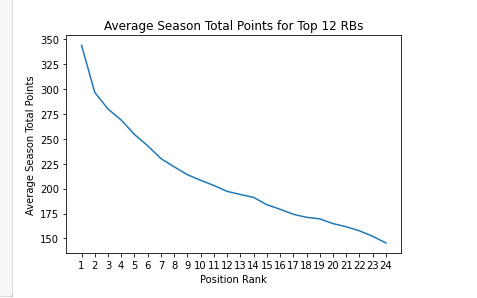 Average Season Total Points for Top 12 RBs
350
325
300
275
250
225
200
175
150
Average Season Total Points
1 2 3 4 5 6 7 8 9 10 11 12 13 14 15 16 17 18 19 20 21 22 23 24
Position Rank